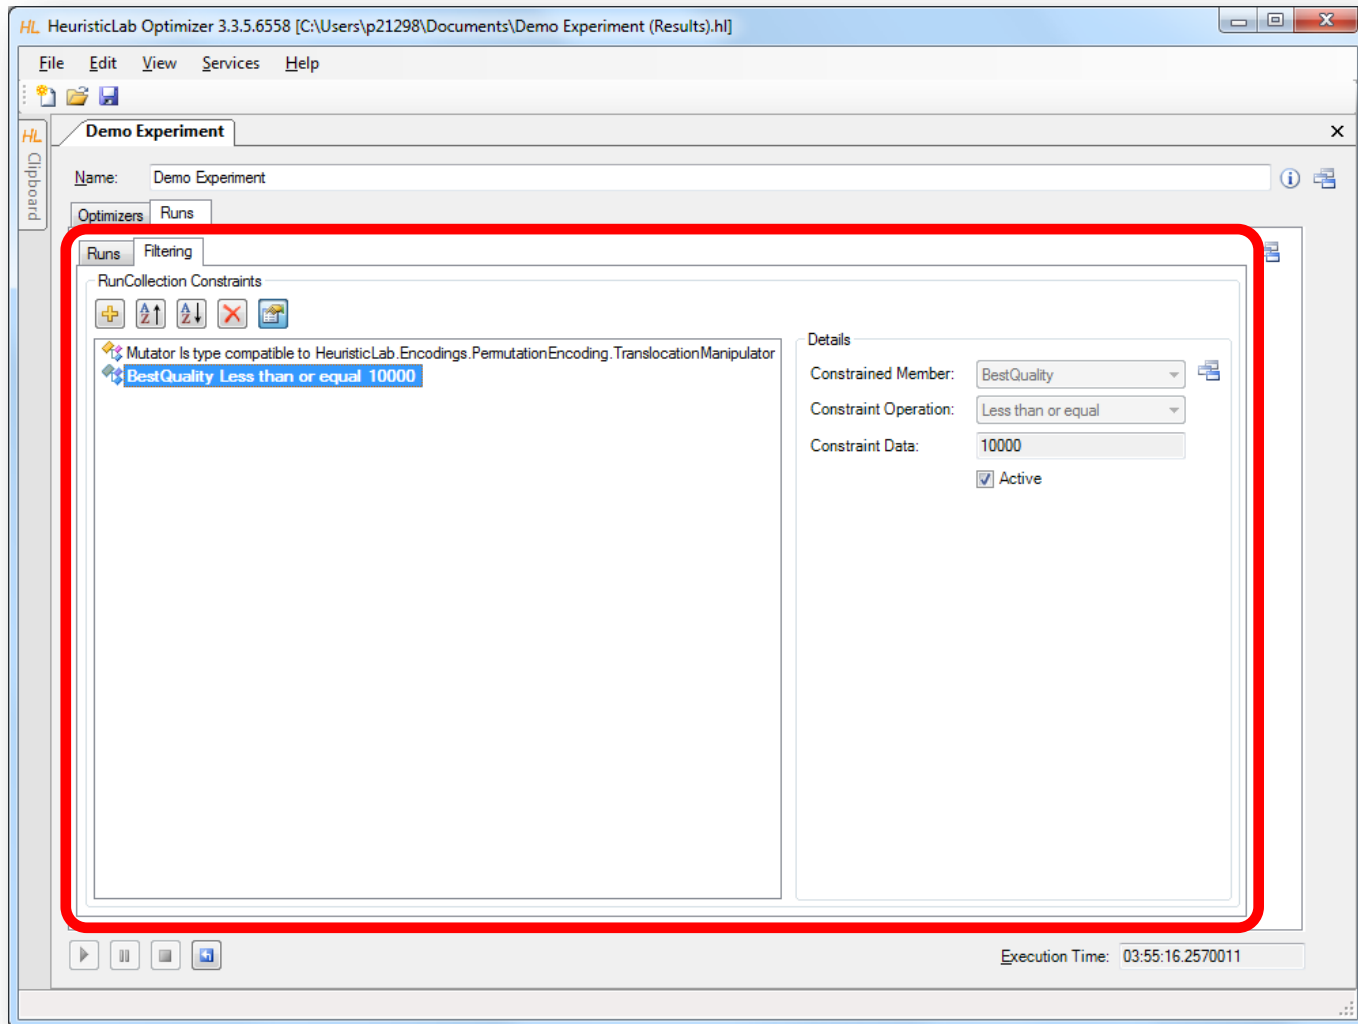 HL HeuristicLab Optimizer 3.3.5.6558 [C:\Users\p21298\Documents\Demo Experiment (Results).hl]
File Edit View Services Help
HL Clipboard
Demo Experiment
Name: Demo Experiment
Optimizers Runs
Runs Filtering
RunCollection Constraints
Mutator Is type compatible to HeuristicLab.Encodings.PermutationEncoding.TranslocationManipulator
BestQuality Less than or equal 10000
Details
Constrained Member: BestQuality
Constraint Operation: Less than or equal
Constraint Data: 10000
Active
Execution Time: 03:55:16.2570011